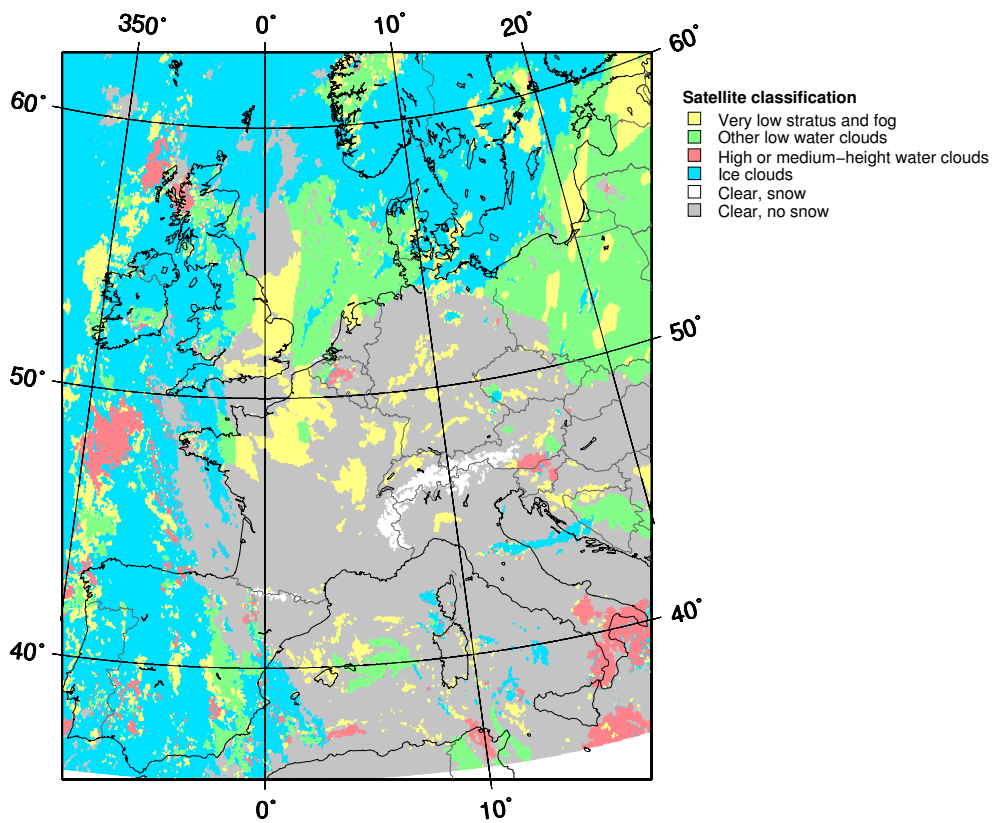 350° 0° 10° 20°
60°
60°
50°
50°
40°
40°
0° 10°
Satellite classification
Very low stratus and fog
Other low water clouds
High or medium−height water clouds
Ice clouds
Clear, snow
Clear, no snow